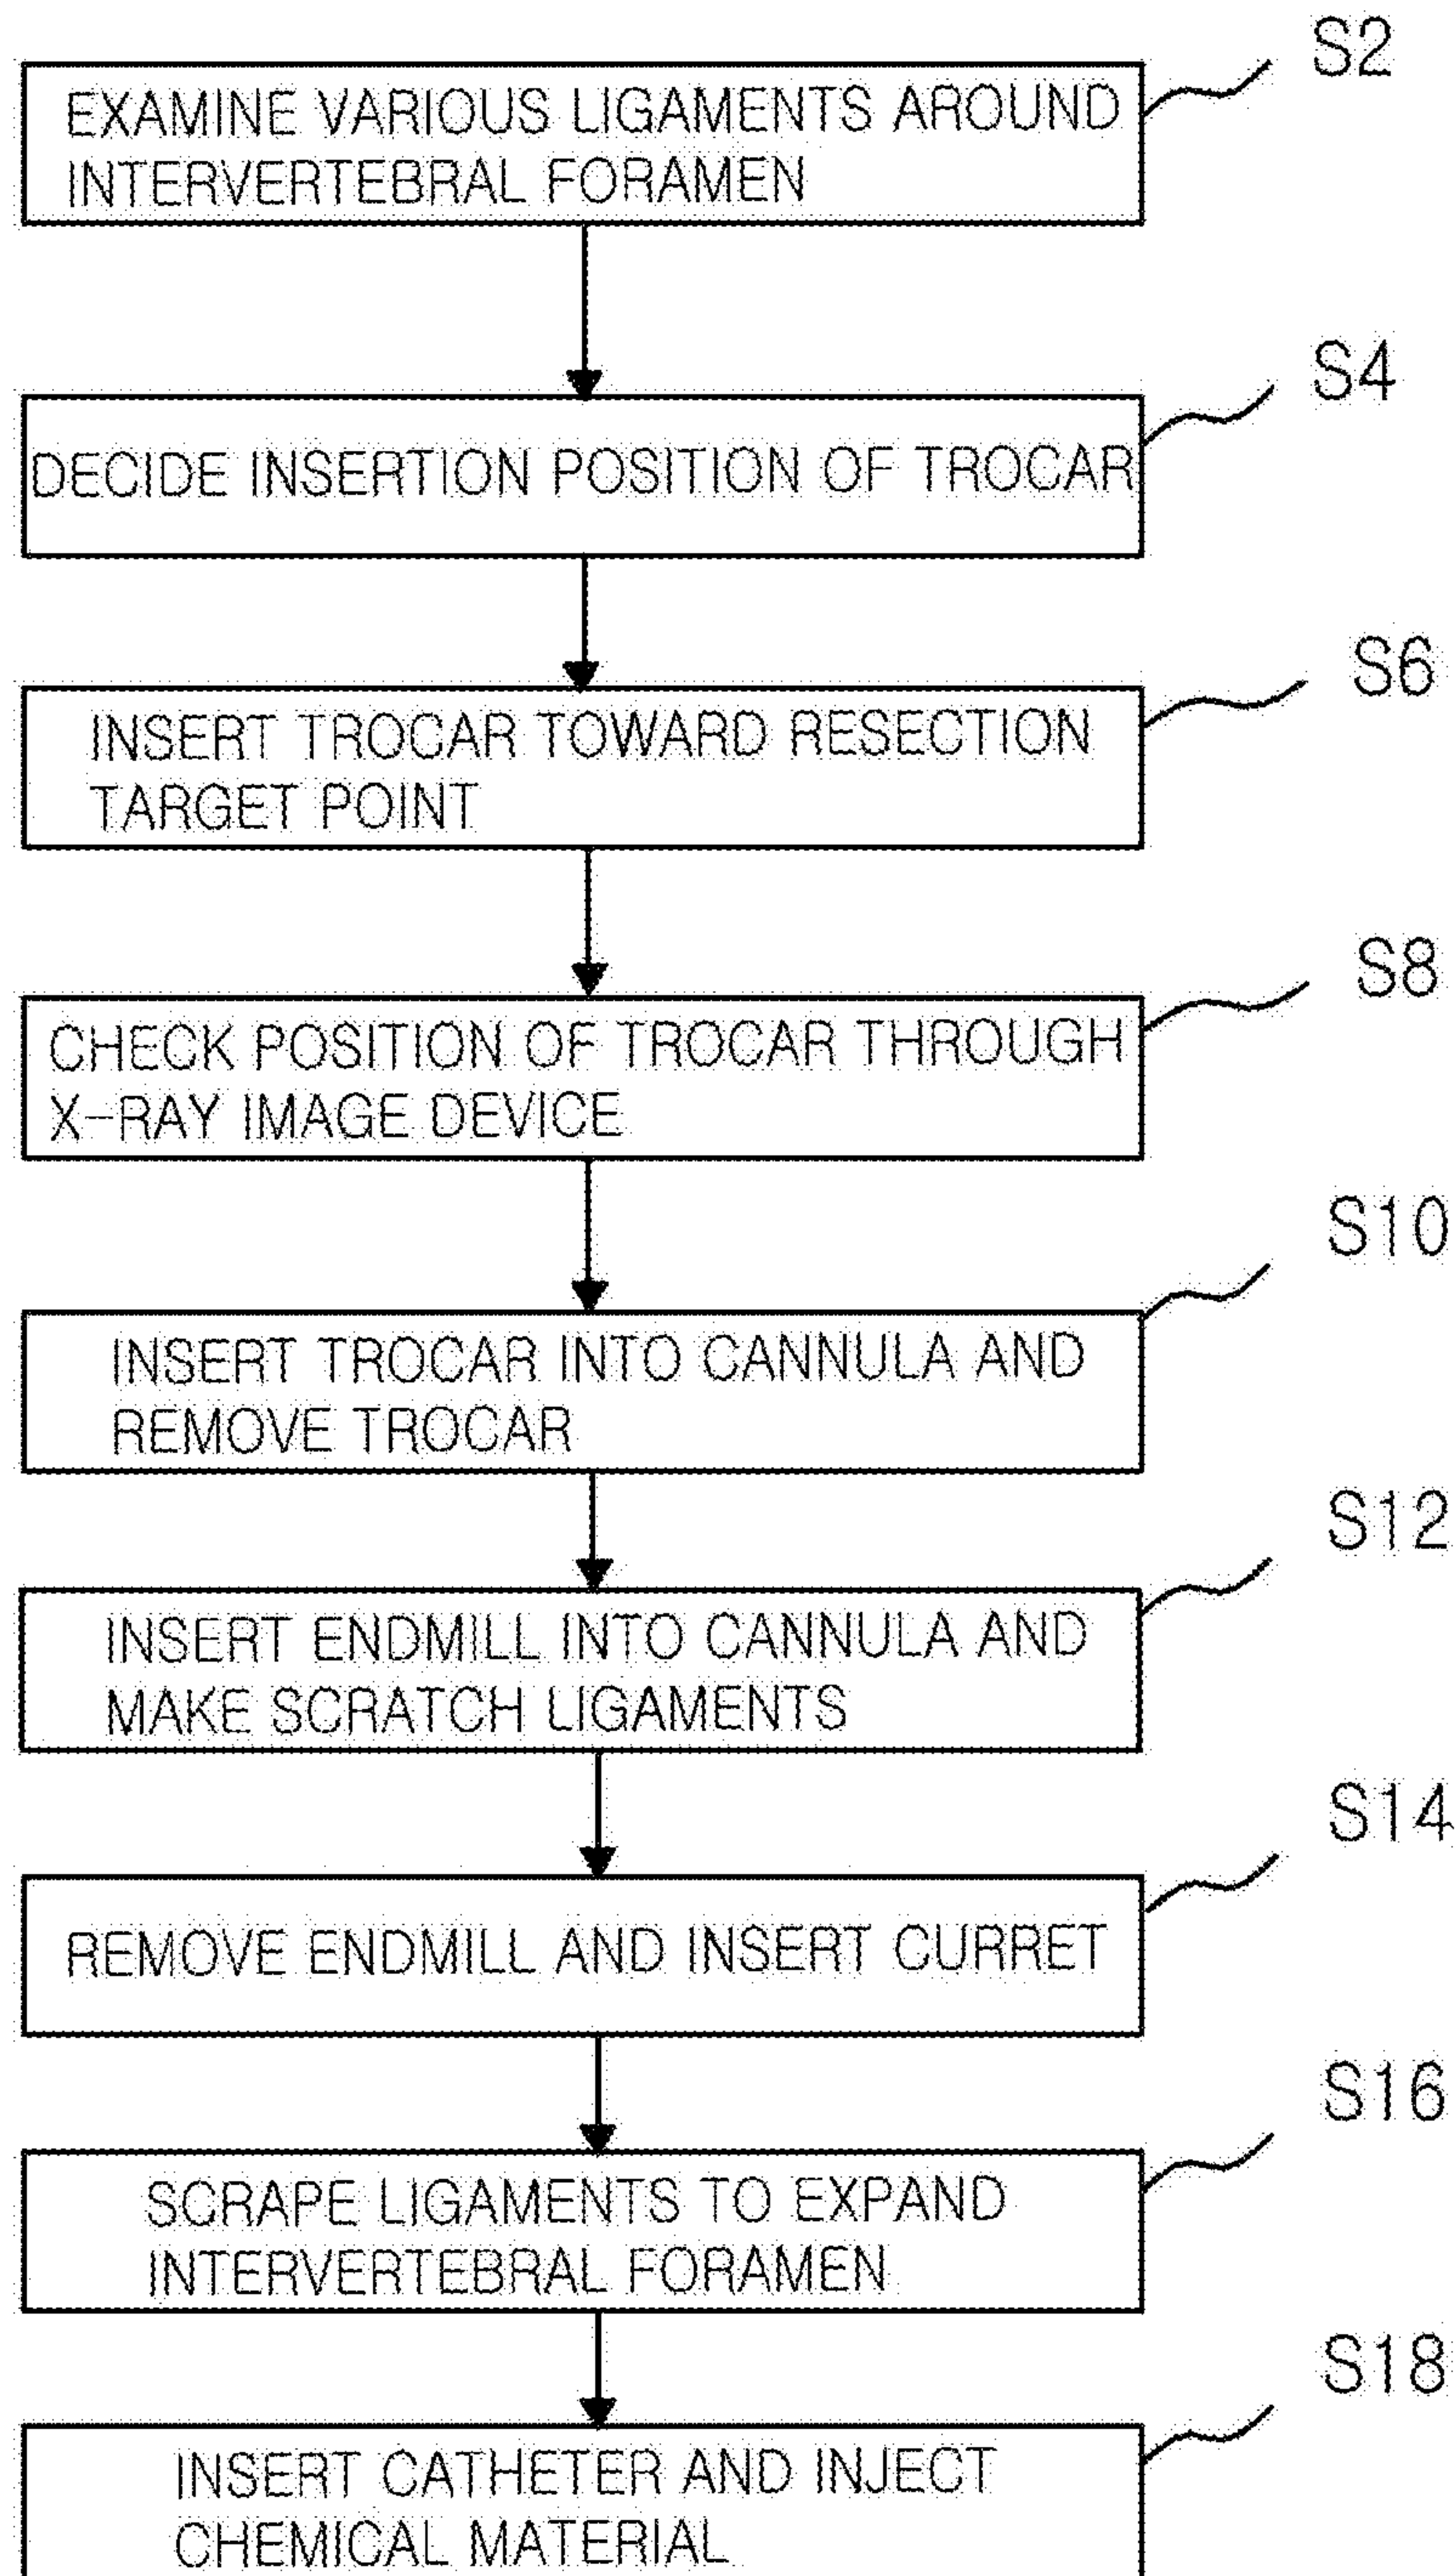 S2
EXAMINE VARIOUS LIGAMENTS AROUND
INTERVERTEBRAL FORAMEN
S4
DECIDE INSERTION POSITION OF TROCAR
S6
INSERT TROCAR TOWARD RESECTION
TARGET POINT
S8
CHECK POSITION OF TROCAR THROUGH
X-RAY IMAGE DEVICE
S10
INSERT TROCAR INTO CANNULA AND
REMOVE TROCAR
S12
INSERT ENDMILL INTO CANNULA AND
MAKE SCRATCH LIGAMENTS
S14
REMOVE ENDMILL AND INSERT CURRET
S16
SCRAPE LIGAMENTS TO EXPAND
INTERVERTEBRAL FORAMEN
S18
INSERT CATHETER AND INJECT
CHEMICAL MATERIAL